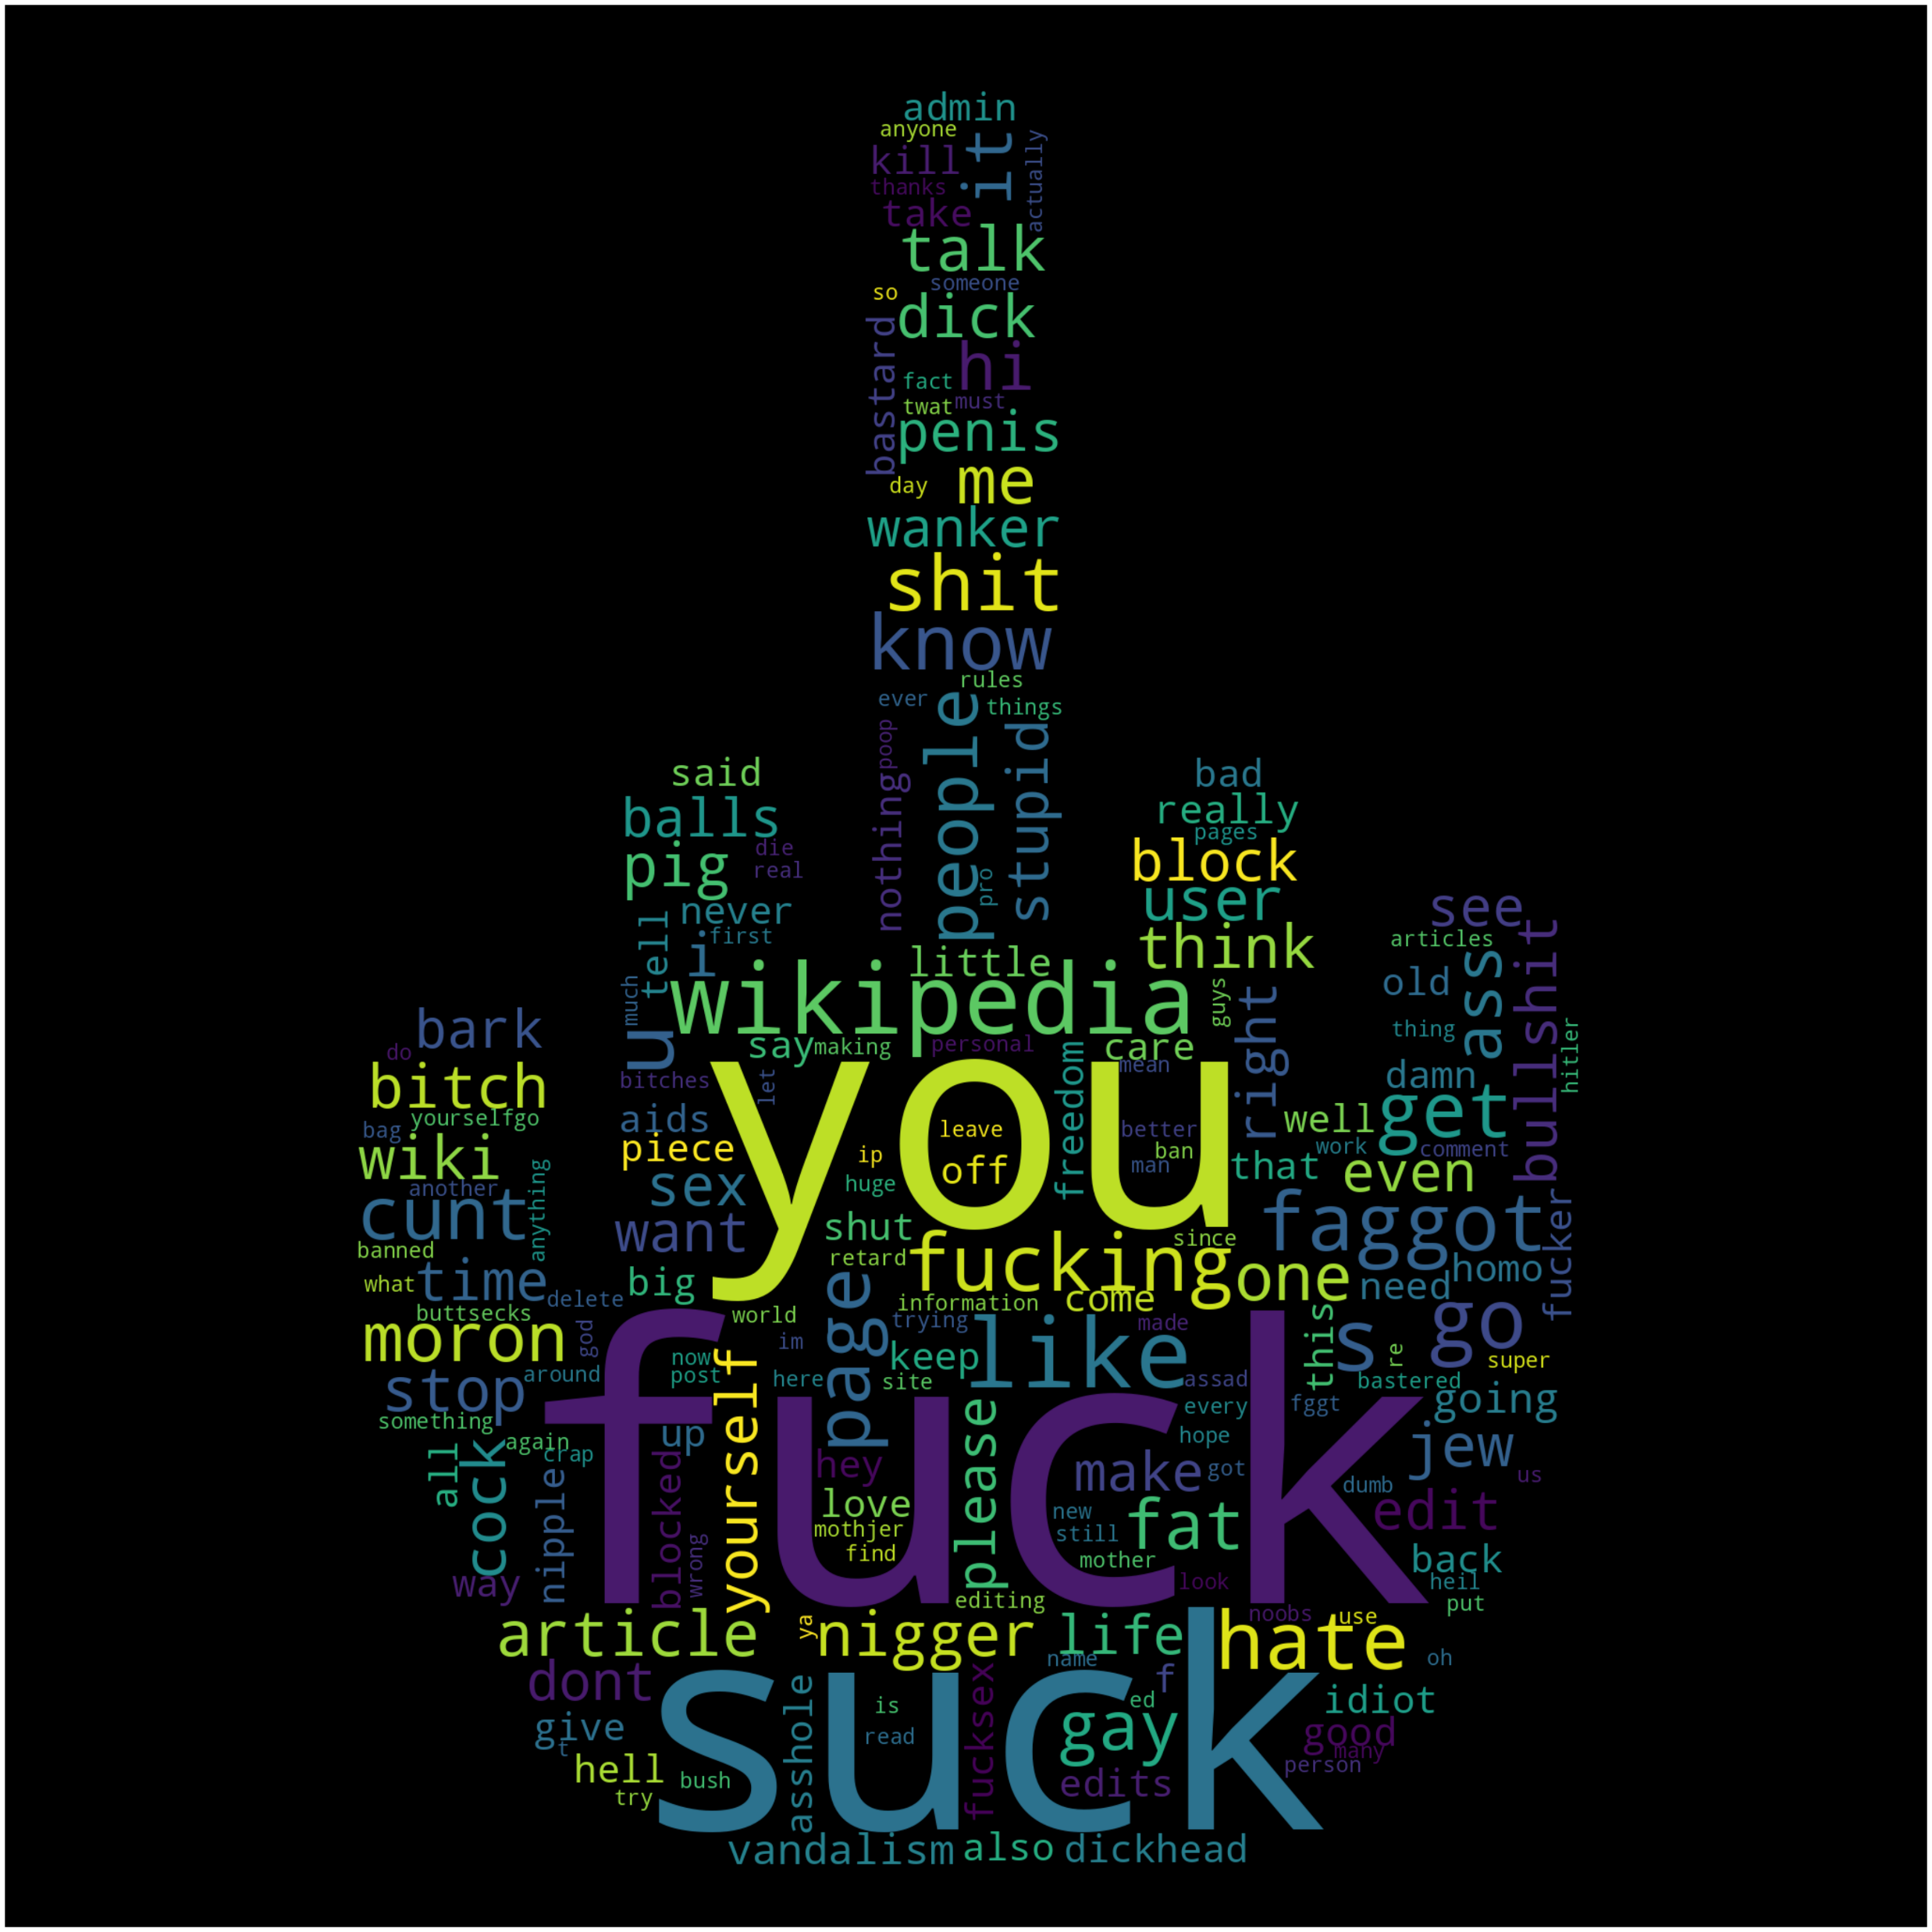 admin
anyone
it
actually
kill
thanks
take
talk
someone
so
dick
bastard
hi
fact
twat
must
penis
me
day
wanker
shit
know
rules
ever
people
things
poop
stupid
nothing
said
bad
balls
really
pages
die
block
pig
real
pro
user
see
never
tell
i
first
think
articles
bullshit
little
ass
wikipedia
old
much
guys
right
bark
u
thing
hitler
say
making
personal
care
do
freedom
mean
bitch
bitches
let
you
damn
get
yourselfgo
aids
bag
leave
better
well
wiki
piece
ip
off
man
ban
that
work
comment
another
anything
sex
huge
even
cunt
want
shut
faggot
fucker
banned
retard
fucking
since
what
time
big
one
need
homo
delete
page
information
come
buttsecks
world
trying
like
made
this
s
go
moron
god
im
yourself
now
keep
re
super
stop
around
post
here
site
assad
bastered
something
fuck
please
every
fggt
going
all
cock
again
crap
up
hope
jew
nipple
blocked
hey
make
got
dumb
us
love
new
fat
edit
mothjer
still
way
wrong
find
mother
back
look
heil
editing
put
article
ya
nigger
life
noobs
use
hate
name
oh
dont
suck
asshole
is
fucksex
f
ed
idiot
give
t
read
gay
good
many
hell
bush
edits
person
try
vandalism
also
dickhead